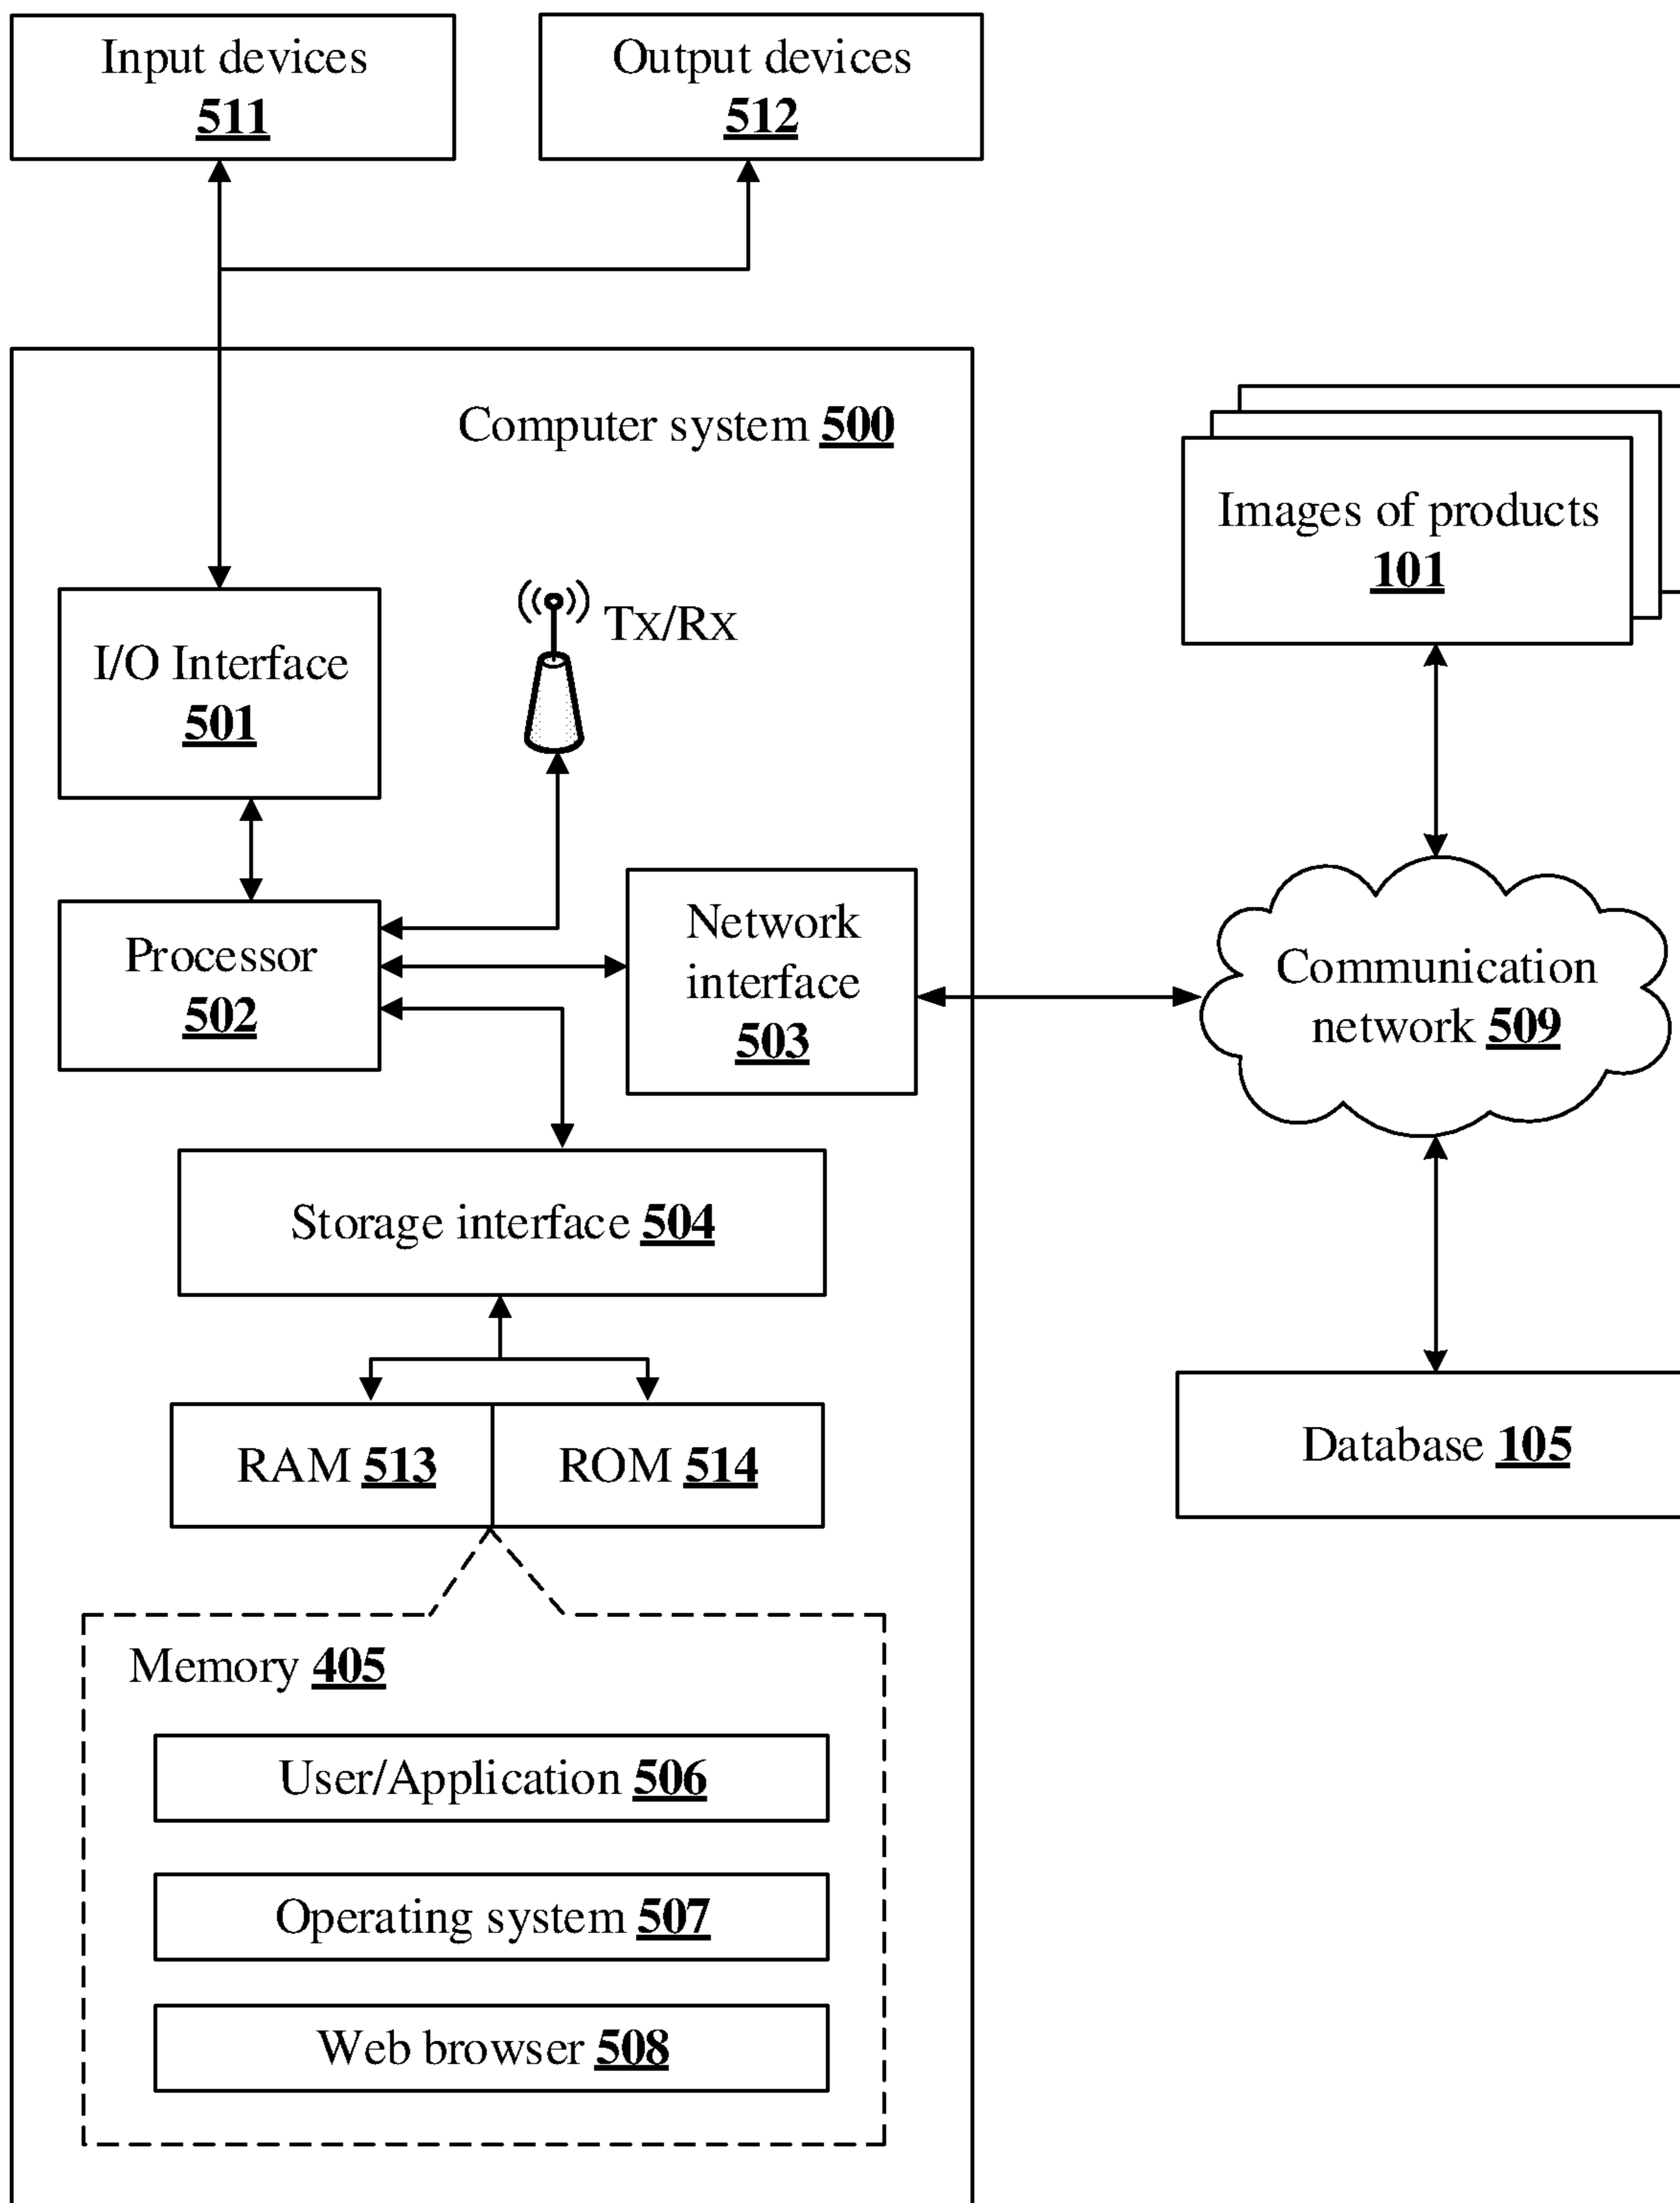 Input devices
511
Output devices
512
Computer system 500
Images of products
101
I/O Interface
501
Tx/Rx
Processor
502
Network
interface
503
Communication
network 509
Storage interface 504
RAM 513
ROM 514
Database 105
Memory 405
User/Application 506
Operating system 507
Web browser 508